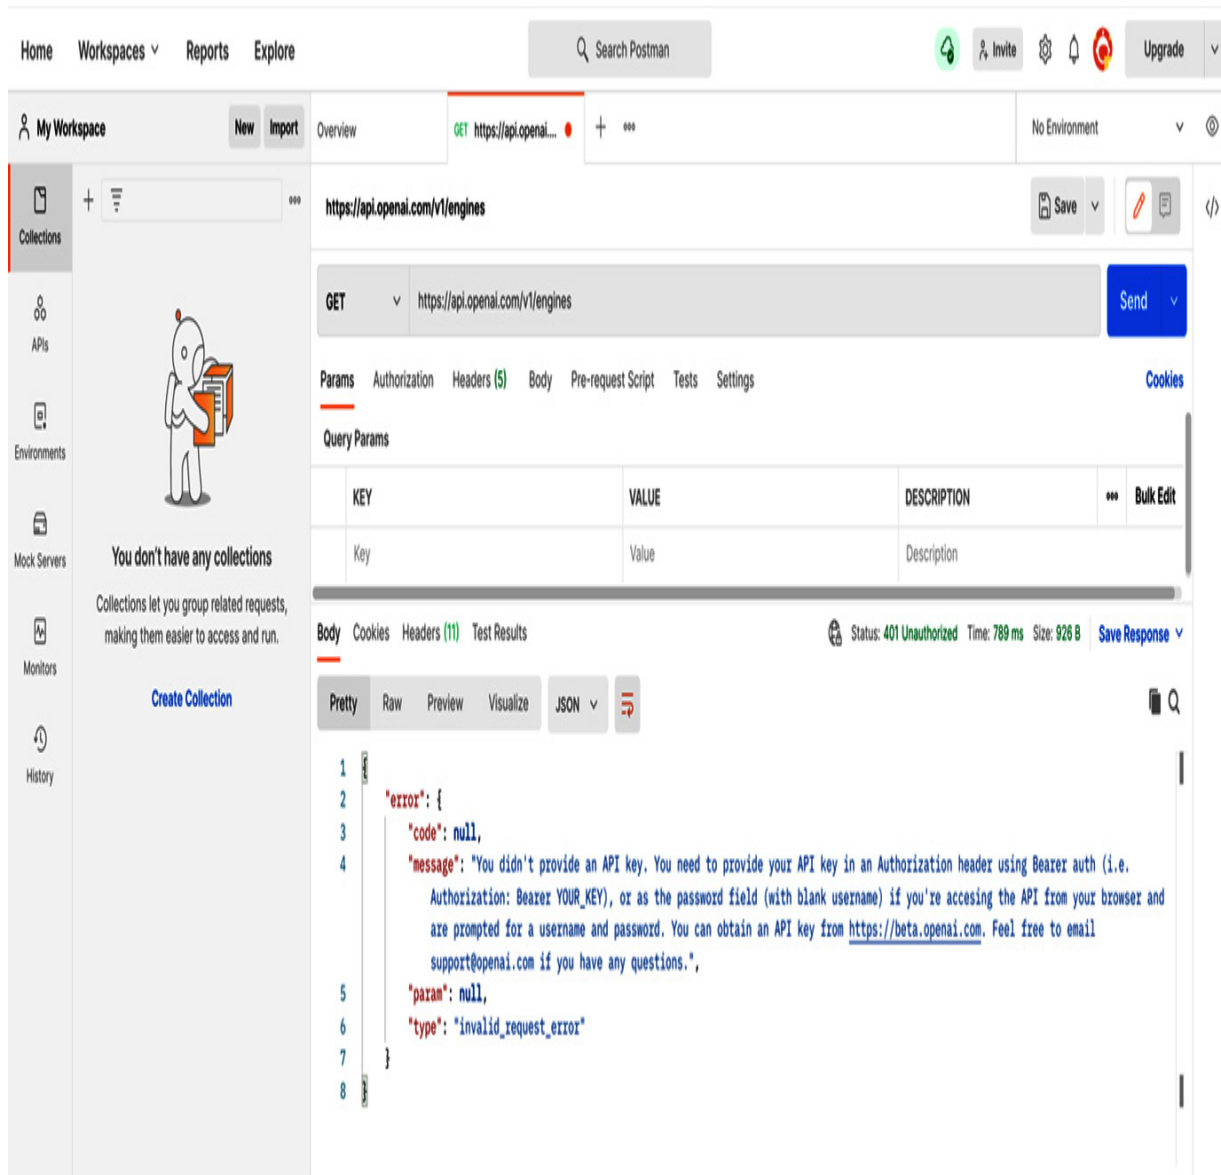 Home Workspaces Reports Explore Search Postman Invite Upgrade
My Workspace New Import Overview GET https://api.openai.... No Environment
Collections
APIs
Environments
Mock Servers
Monitors
History
You don't have any collections
Collections let you group related requests,
making them easier to access and run.
Create Collection
https://api.openai.com/v1/engines Save
GET https://api.openai.com/v1/engines Send
Params Authorization Headers (5) Body Pre-request Script Tests Settings Cookies
Query Params
KEY VALUE DESCRIPTION Bulk Edit
Key Value Description
Body Cookies Headers (11) Test Results Status: 401 Unauthorized Time: 789 ms Size: 926 B Save Response
Pretty Raw Preview Visualize JSON
1 {
2 "error": {
3 "code": null,
4 "message": "You didn't provide an API key. You need to provide your API key in an Authorization header using Bearer auth (i.e.
Authorization: Bearer YOUR_KEY), or as the password field (with blank username) if you're accesing the API from your browser and
are prompted for a username and password. You can obtain an API key from https://beta.openai.com. Feel free to email
support@openai.com if you have any questions.",
5 "param": null,
6 "type": "invalid_request_error"
7 }
8 }